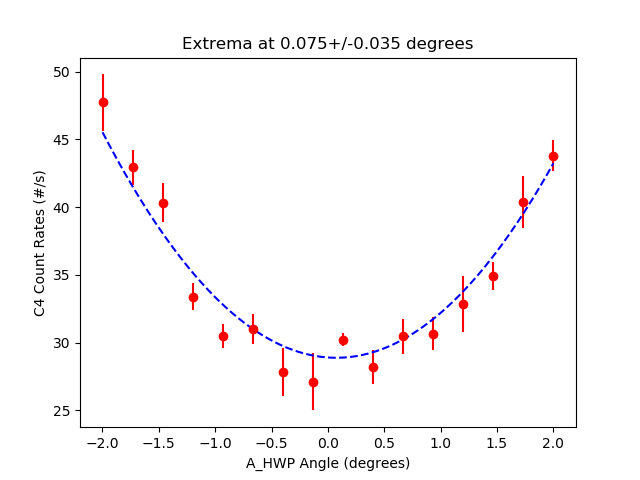 Extrema at 0.075+/-0.035 degrees
50
45
40
35
30
25
C4 Count Rates (#/s)
−2.0 −1.5 −1.0 −0.5 0.0 0.5 1.0 1.5 2.0
A_HWP Angle (degrees)